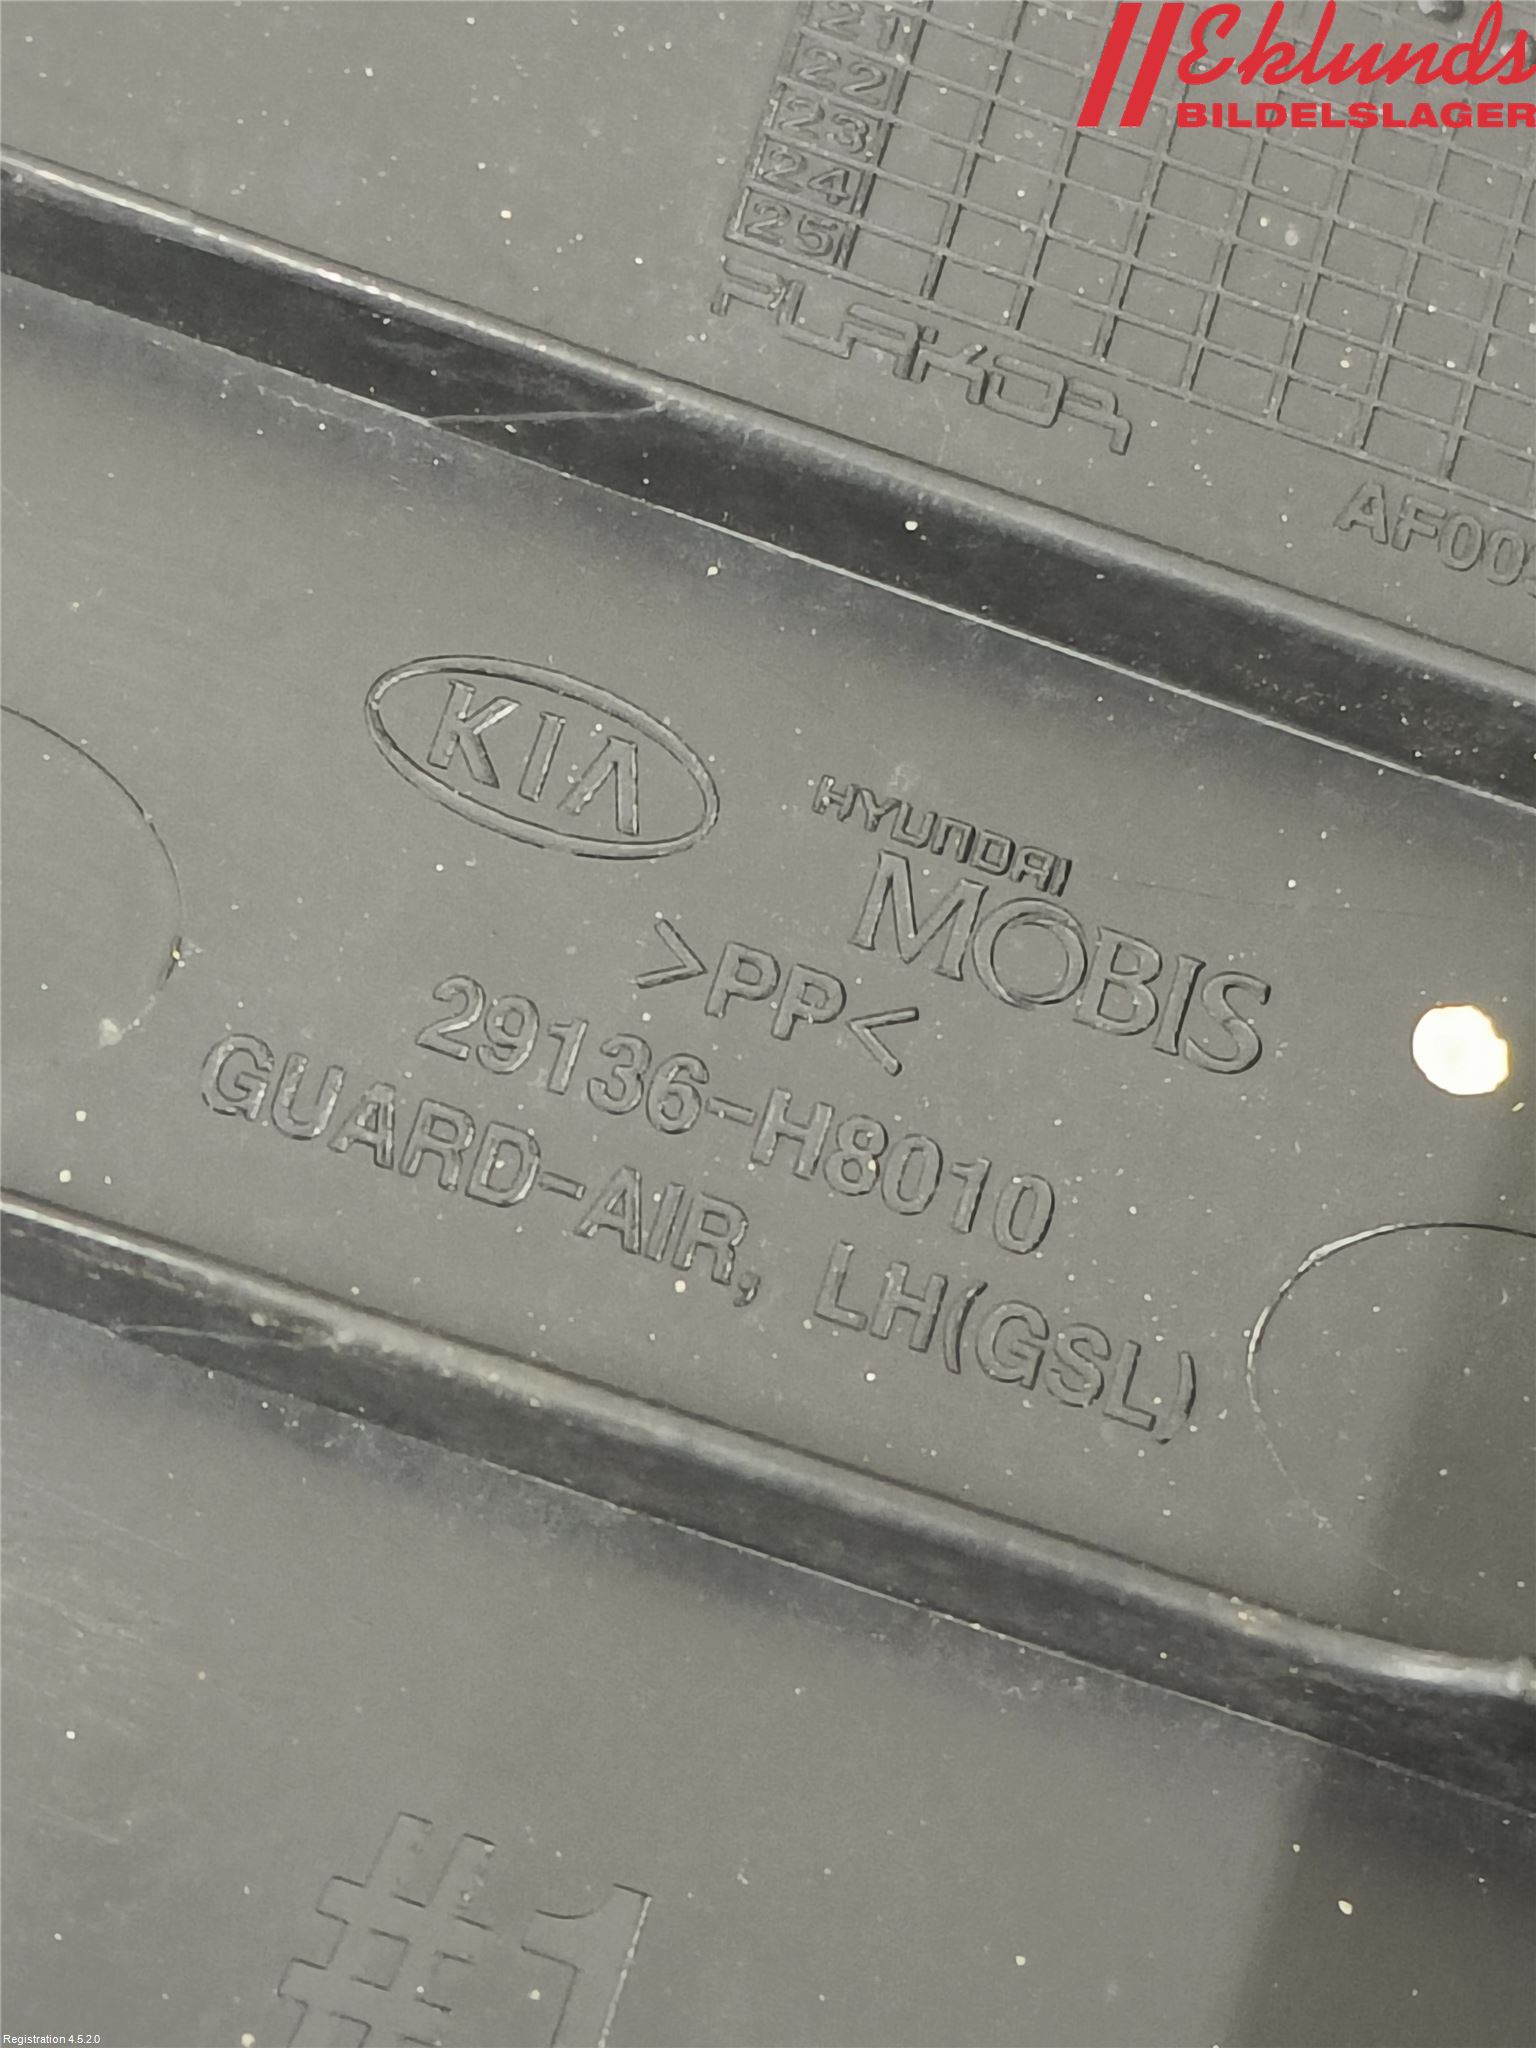 Eklunds
BILDELSLAGER
21
22
23
24
25
PLAKOR
KIA
HYUNDAI
MOBIS
>PP<
29136-H8010
GUARD-AIR, LH(GSL)
#1
Registration 4.5.2.0